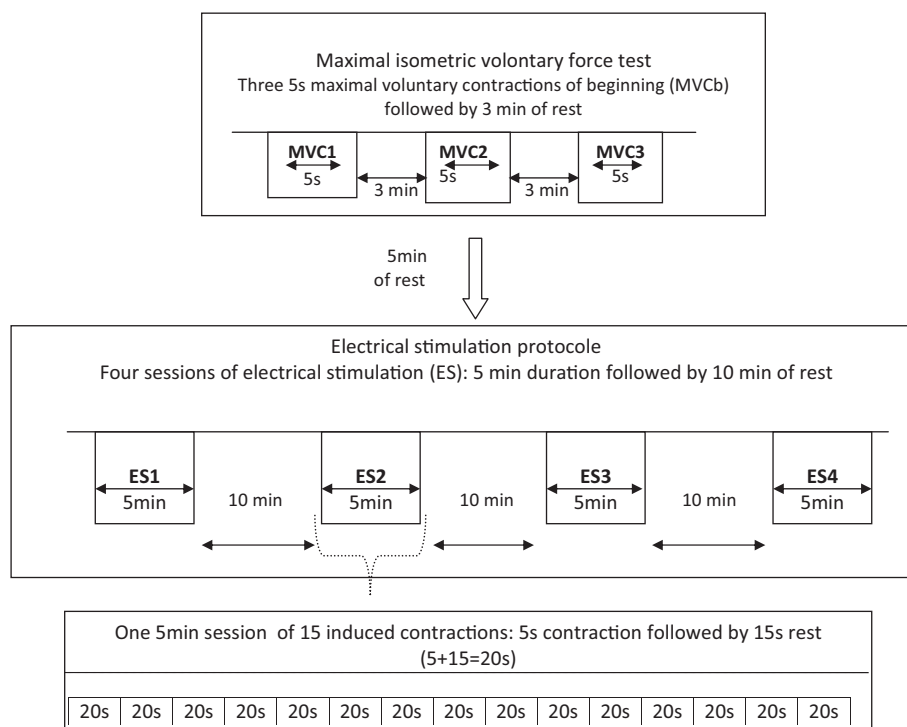 Maximal isometric volontary force test
Three 5s maximal voluntary contractions of beginning (MVCb)
followed by 3 min of rest
MVC1 MVC2 MVC3
5s 3 min 5s 3 min 5s
5min
of rest
Electrical stimulation protocole
Four sessions of electrical stimulation (ES): 5 min duration followed by 10 min of rest
ES1 ES2 ES3 ES4
5min 10 min 5min 10 min 5min 10 min 5min
One 5min session of 15 induced contractions: 5s contraction followed by 15s rest
(5+15=20s)
20s 20s 20s 20s 20s 20s 20s 20s 20s 20s 20s 20s 20s 20s 20s